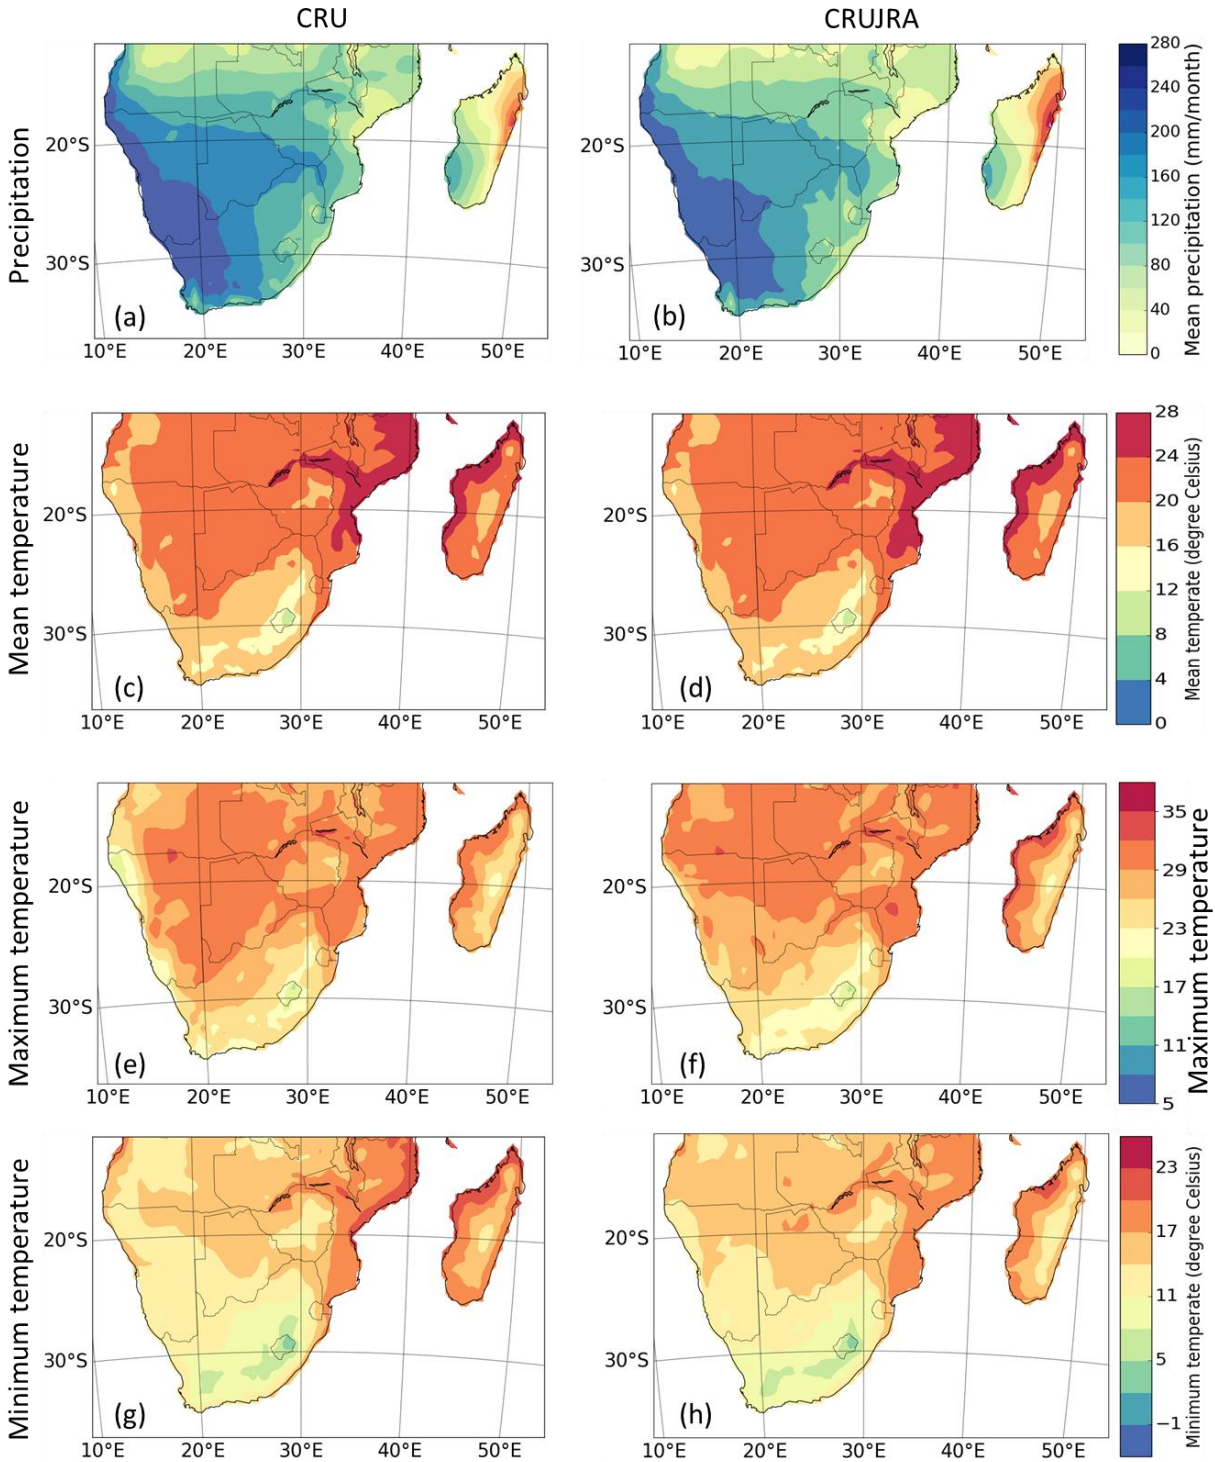 CRU
CRUJRA
Precipitation
20°S
30°S
(a)
10°E
20°E
30°E
40°E
50°E
20°S
30°S
(b)
10°E
20°E
30°E
40°E
50°E
280
240
200
160
120
80
40
0
Mean precipitation (mm/month)
Mean temperature
20°S
30°S
(c)
10°E
20°E
30°E
40°E
50°E
20°S
30°S
(d)
10°E
20°E
30°E
40°E
50°E
28
24
20
16
12
8
4
0
Mean temperate (degree Celsius)
Maximum temperature
20°S
30°S
(e)
10°E
20°E
30°E
40°E
50°E
20°S
30°S
(f)
10°E
20°E
30°E
40°E
50°E
35
29
23
17
11
5
Maximum temperature
Minimum temperature
20°S
30°S
(g)
10°E
20°E
30°E
40°E
50°E
20°S
30°S
(h)
10°E
20°E
30°E
40°E
50°E
23
17
11
5
−1
Minimum temperate (degree Celsius)